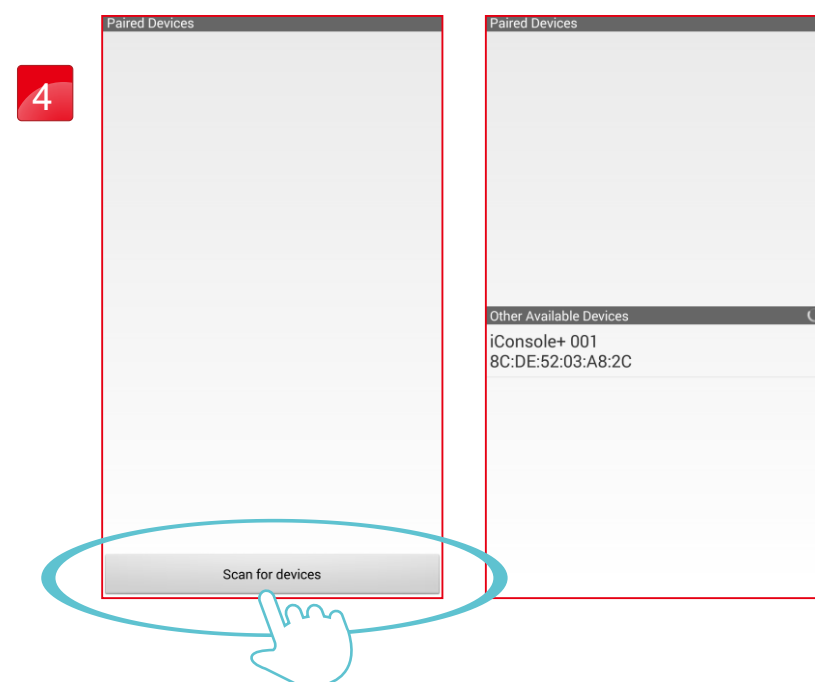 4
Paired Devices
Scan for devices
Paired Devices
Other Available Devices
iConsole+ 001
8C:DE:52:03:A8:2C